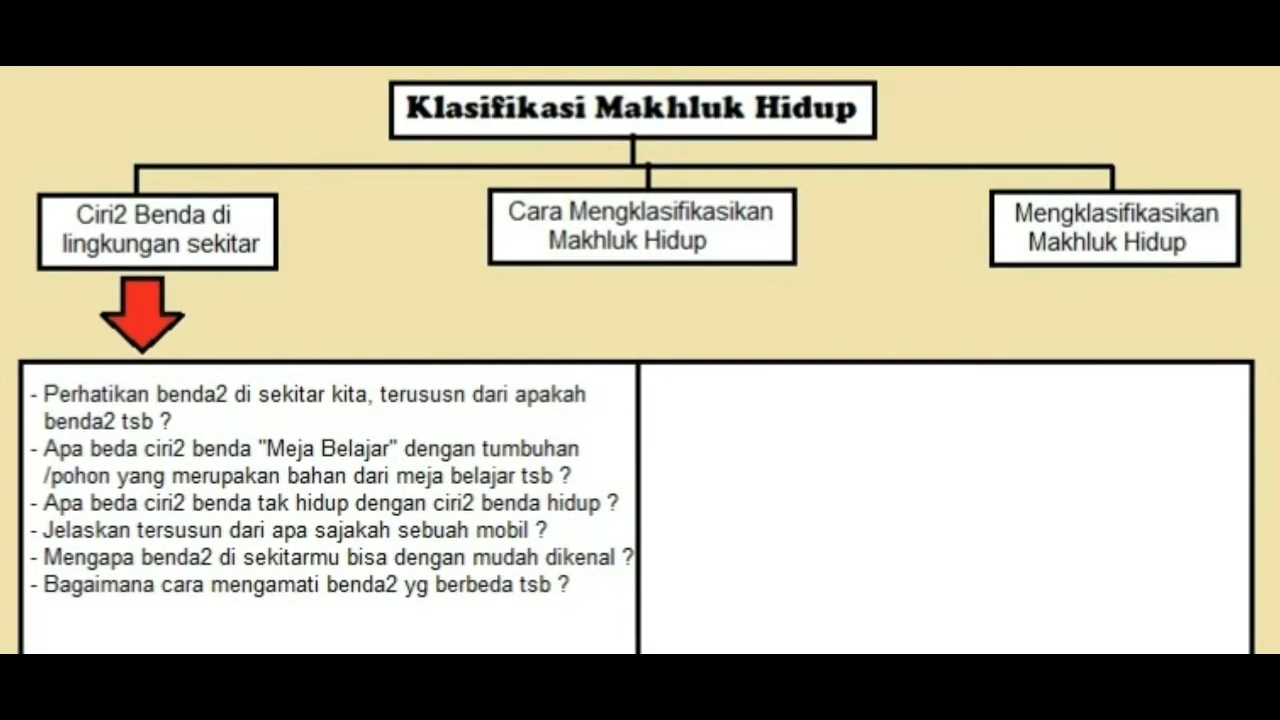 Klasifikasi Makhluk Hidup
Ciri2 Benda di
lingkungan sekitar
Cara Mengklasifikasikan
Makhluk Hidup
Mengklasifikasikan
Makhluk Hidup
- Perhatikan benda2 di sekitar kita, terususn dari apakah
benda2 tsb ?
- Apa beda ciri2 benda "Meja Belajar" dengan tumbuhan
/pohon yang merupakan bahan dari meja belajar tsb ?
- Apa beda ciri2 benda tak hidup dengan ciri2 benda hidup ?
- Jelaskan tersusun dari apa sajakah sebuah mobil ?
- Mengapa benda2 di sekitarmu bisa dengan mudah dikenal ?
- Bagaimana cara mengamati benda2 yg berbeda tsb ?